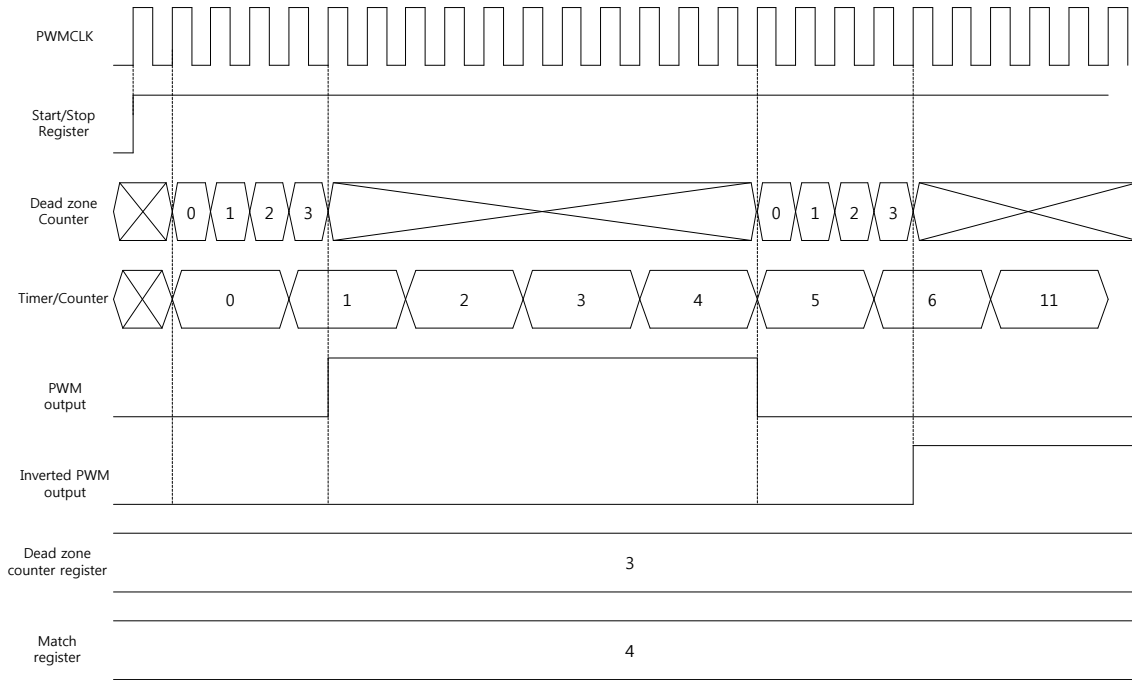 PWMCLK
Start/Stop
Register
Dead zone
Counter
0 1 2 3 0 1 2 3
Timer/Counter
0 1 2 3 4 5 6 11
PWM
output
Inverted PWM
output
Dead zone
counter register
3
Match
register
4